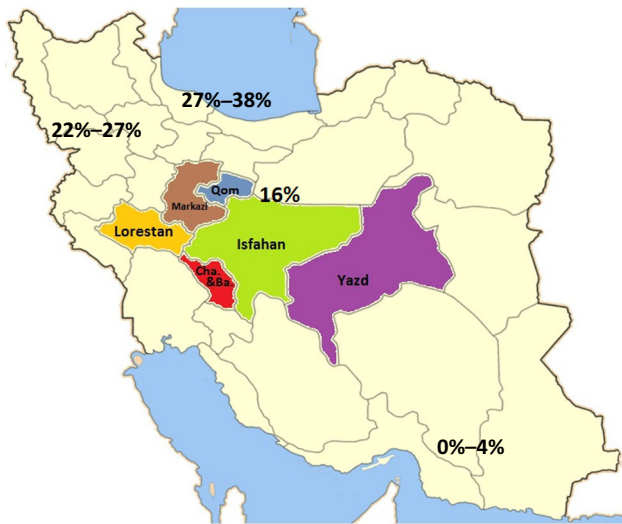 27%–38%
22%–27%
Qom
16%
Markazi
Lorestan
Isfahan
Cha.
&Ba.
Yazd
0%–4%